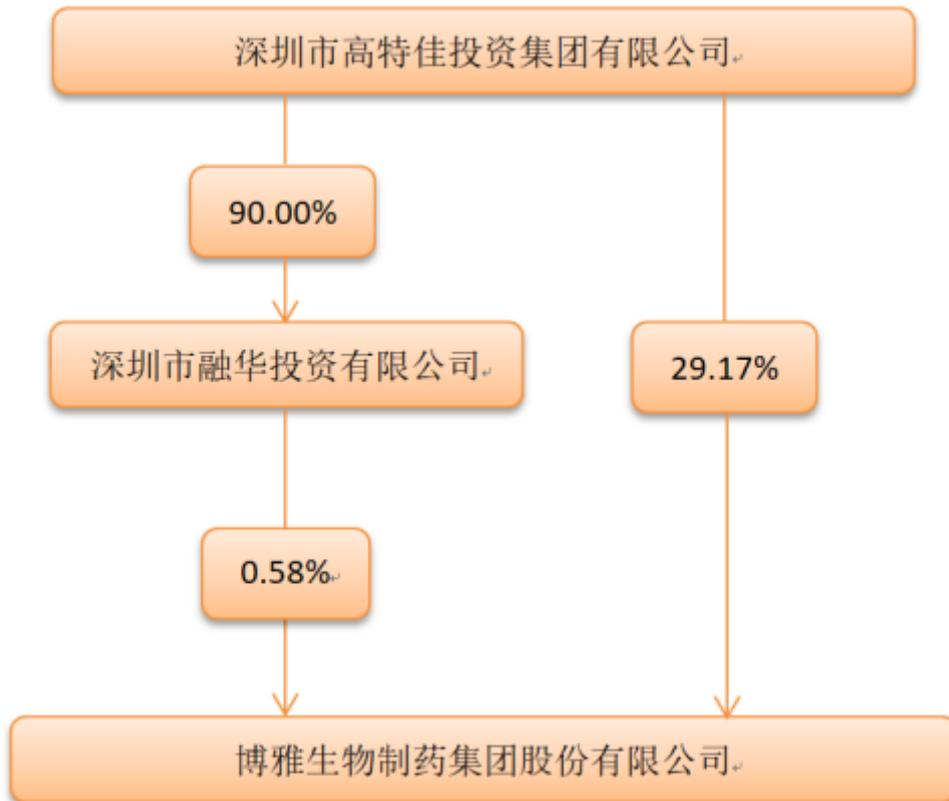 深圳市高特佳投资集团有限公司
90.00%
深圳市融华投资有限公司
29.17%
0.58%
博雅生物制药集团股份有限公司